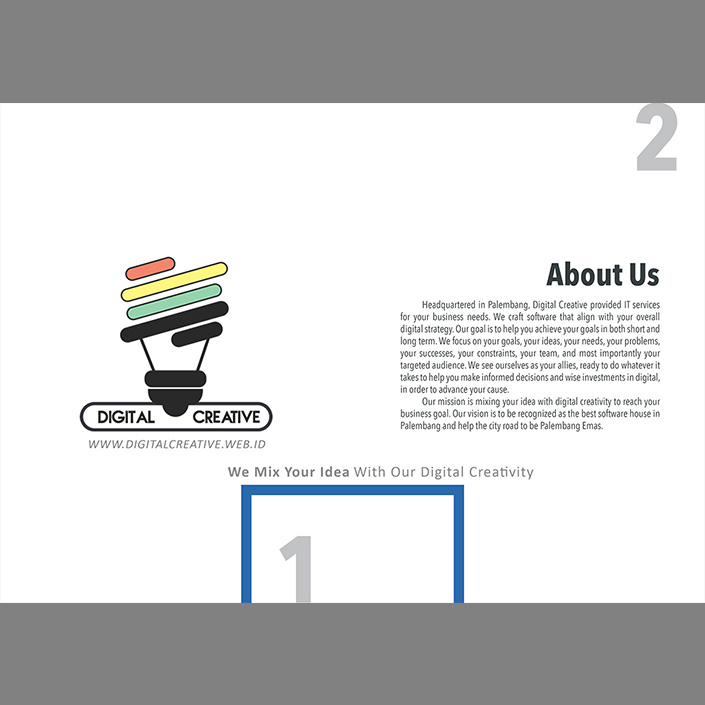 2
DIGITAL CREATIVE
WWW.DIGITALCREATIVE.WEB.ID
About Us
Headquartered in Palembang, Digital Creative provided IT services
for your business needs. We craft software that align with your overall
digital strategy. Our goal is to help you achieve your goals in both short and
long term. We focus on your goals, your ideas, your needs, your problems,
your successes, your constraints, your team, and most importantly your
targeted audience. We see ourselves as your allies, ready to do whatever it
takes to help you make informed decisions and wise investments in digital,
in order to advance your cause.
Our mission is mixing your idea with digital creativity to reach your
business goal. Our vision is to be recognized as the best software house in
Palembang and help the city road to be Palembang Emas.
We Mix Your Idea With Our Digital Creativity
1